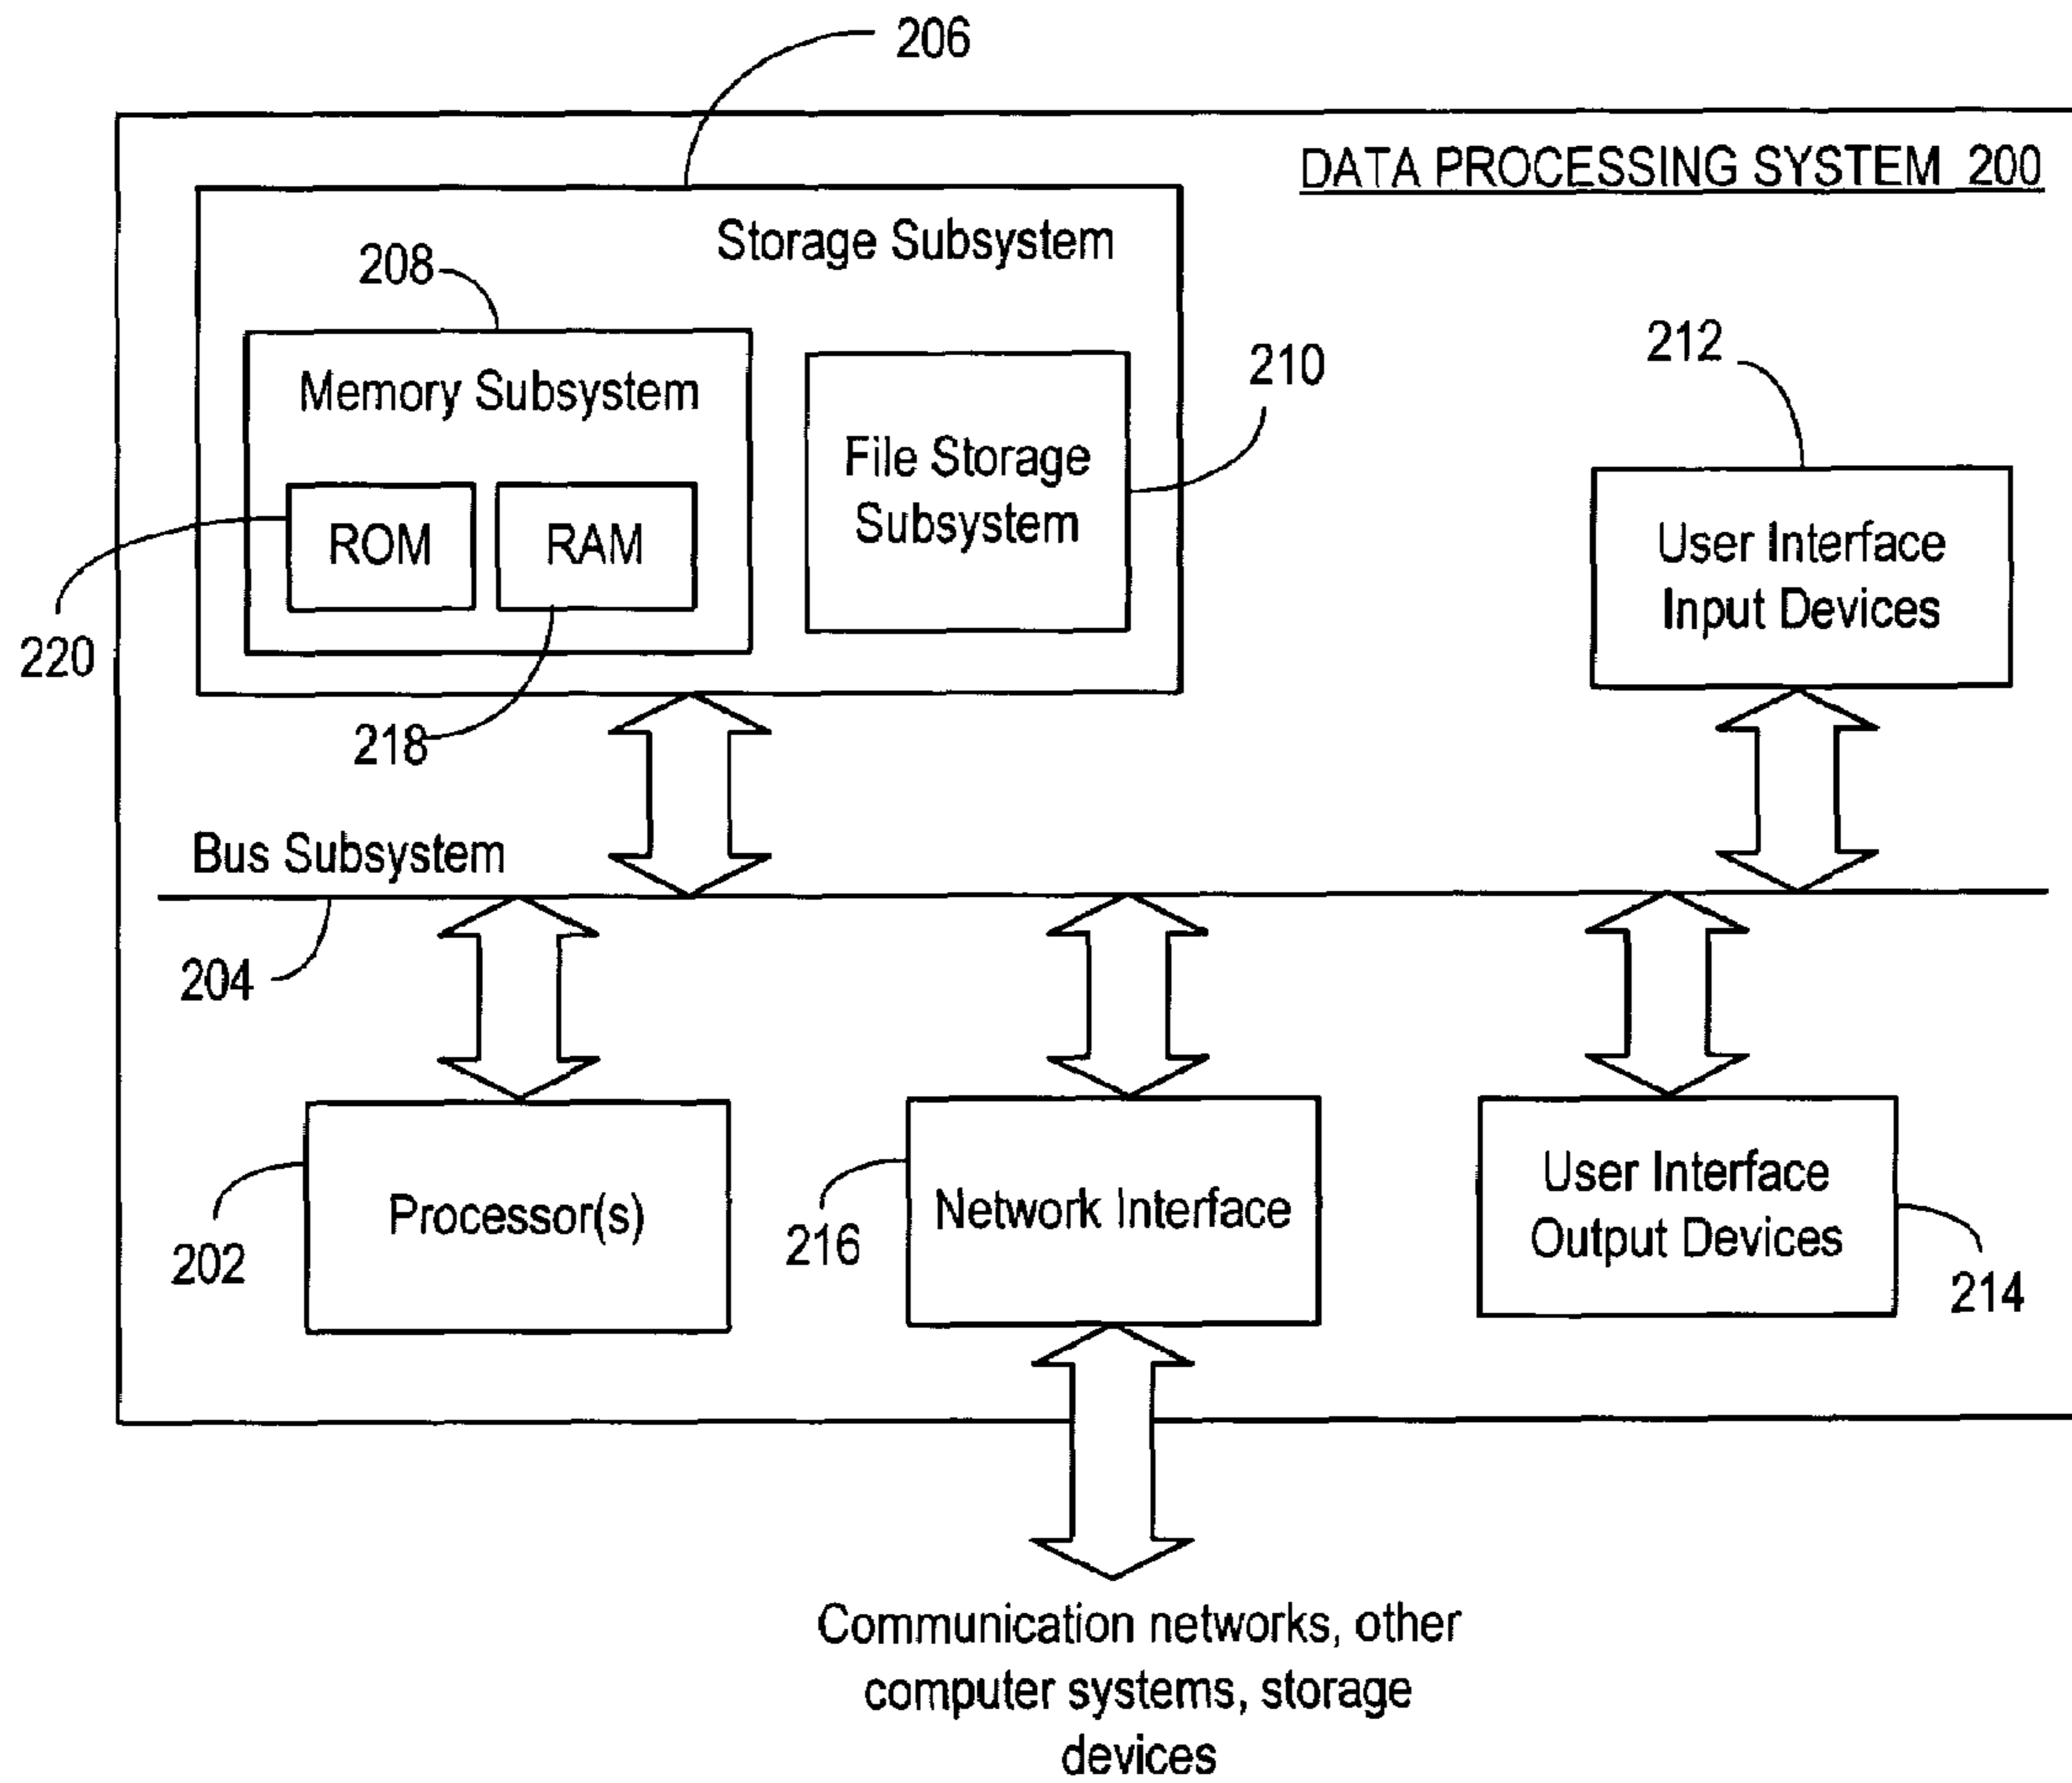 206
DATA PROCESSING SYSTEM 200
Storage Subsystem
208
Memory Subsystem
210
212
File Storage
Subsystem
ROM
RAM
User Interface
Input Devices
220
218
Bus Subsystem
204
Processor(s)
202
Network Interface
216
User Interface
Output Devices
214
Communication networks, other
computer systems, storage
devices